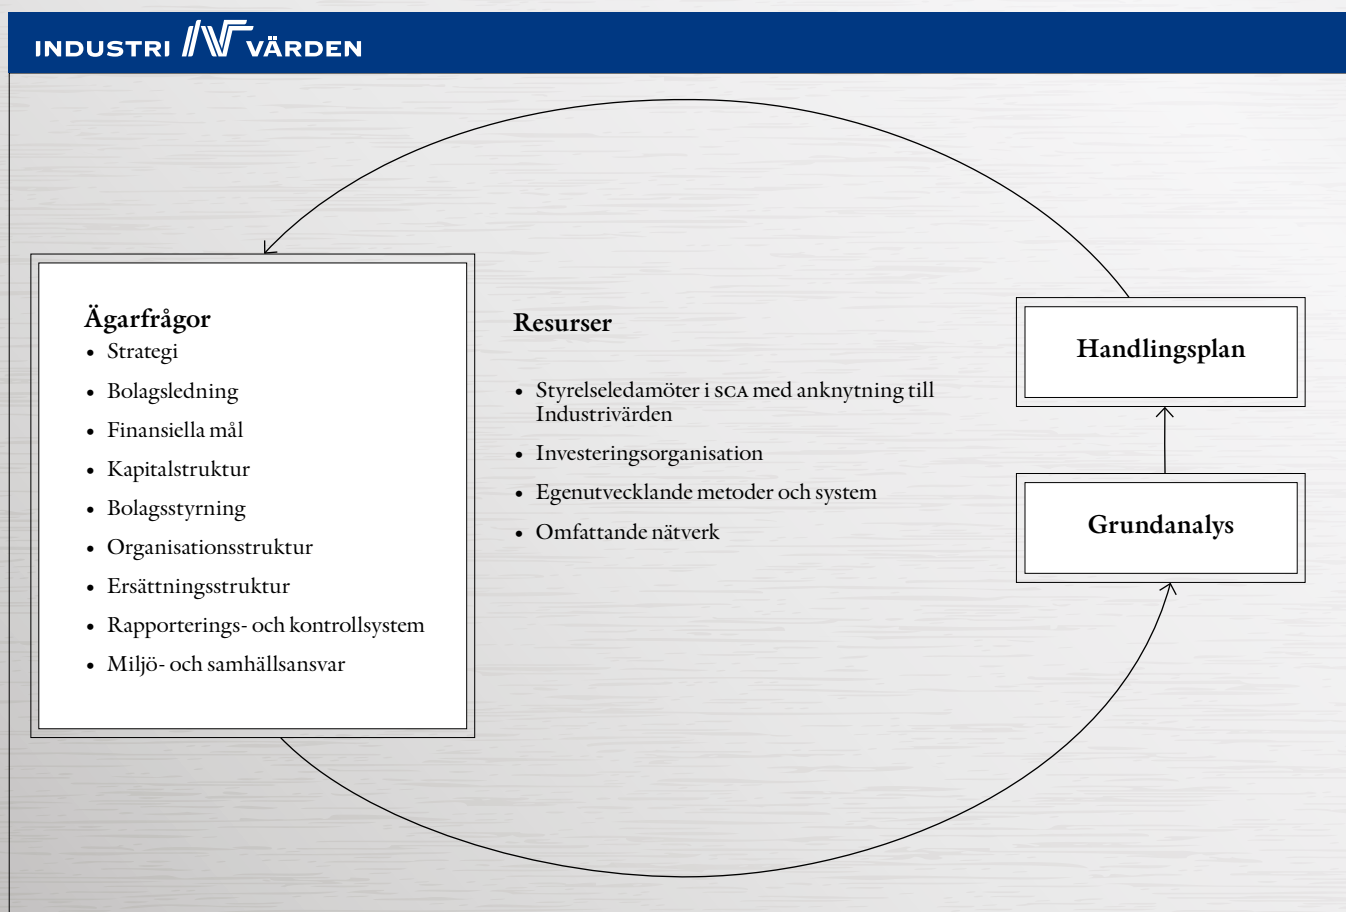 INDUSTRI VÄRDEN
Ägarfrågor
• Strategi
• Bolagsledning
• Finansiella mål
• Kapitalstruktur
• Bolagsstyrning
• Organisationsstruktur
• Ersättningsstruktur
• Rapporterings- och kontrollsystem
• Miljö- och samhällsansvar
Resurser
• Styrelseledamöter i SCA med anknytning till
Industrivärden
• Investeringsorganisation
• Egenutvecklande metoder och system
• Omfattande nätverk
Handlingsplan
Grundanalys